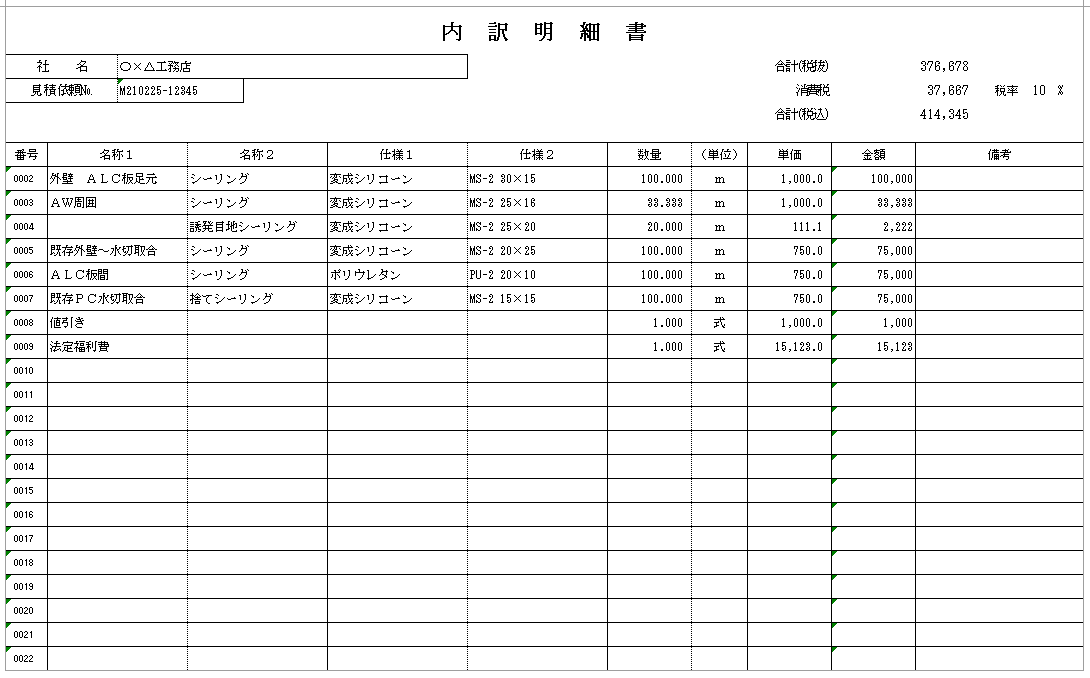 内訳明細書
社名 〇×△工務店 合計(税抜) 376,678
見積依頼№ M210225-12345 消費税 37,667 税率 10 %
合計(税込) 414,345
番号 名称１ 名称２ 仕様１ 仕様２ 数量 （単位） 単価 金額 備考
0002 外壁　ＡＬＣ板足元 シーリング 変成シリコーン MS-2 30×15 100.000 ｍ 1,000.0 100,000
0003 ＡＷ周囲 シーリング 変成シリコーン MS-2 25×16 33.333 ｍ 1,000.0 33,333
0004 誘発目地シーリング 変成シリコーン MS-2 25×20 20.000 ｍ 111.1 2,222
0005 既存外壁～水切取合 シーリング 変成シリコーン MS-2 20×25 100.000 ｍ 750.0 75,000
0006 ＡＬＣ板間 シーリング ポリウレタン PU-2 20×10 100.000 ｍ 750.0 75,000
0007 既存ＰＣ水切取合 捨てシーリング 変成シリコーン MS-2 15×15 100.000 ｍ 750.0 75,000
0008 値引き 1.000 式 1,000.0 1,000
0009 法定福利費 1.000 式 15,123.0 15,123
0010
0011
0012
0013
0014
0015
0016
0017
0018
0019
0020
0021
0022